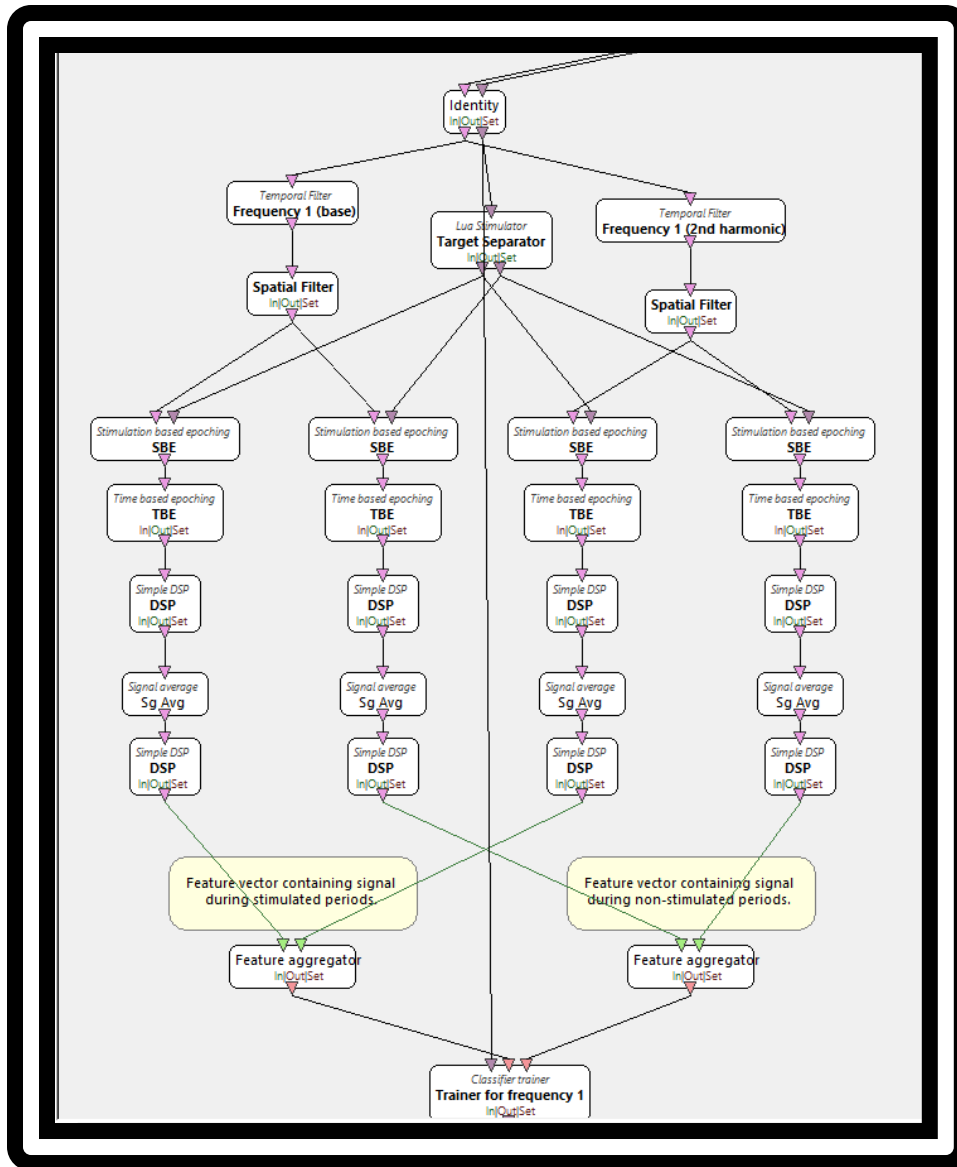 Identity
In|Out|Set
Temporal Filter
Frequency 1 (base)
Lua Stimulator
Target Separator
In|Out|Set
Temporal Filter
Frequency 1 (2nd harmonic)
Spatial Filter
In|Out|Set
Spatial Filter
In|Out|Set
Stimulation based epoching
SBE
Stimulation based epoching
SBE
Stimulation based epoching
SBE
Stimulation based epoching
SBE
Time based epoching
TBE
In|Out|Set
Time based epoching
TBE
In|Out|Set
Time based epoching
TBE
In|Out|Set
Time based epoching
TBE
In|Out|Set
Simple DSP
DSP
In|Out|Set
Simple DSP
DSP
In|Out|Set
Simple DSP
DSP
In|Out|Set
Simple DSP
DSP
In|Out|Set
Signal average
Sg Avg
Signal average
Sg Avg
Signal average
Sg Avg
Signal average
Sg Avg
Simple DSP
DSP
In|Out|Set
Simple DSP
DSP
In|Out|Set
Simple DSP
DSP
In|Out|Set
Simple DSP
DSP
In|Out|Set
Feature vector containing signal
during stimulated periods.
Feature vector containing signal
during non-stimulated periods.
Feature aggregator
In|Out|Set
Feature aggregator
In|Out|Set
Classifier trainer
Trainer for frequency 1
In|Out|Set